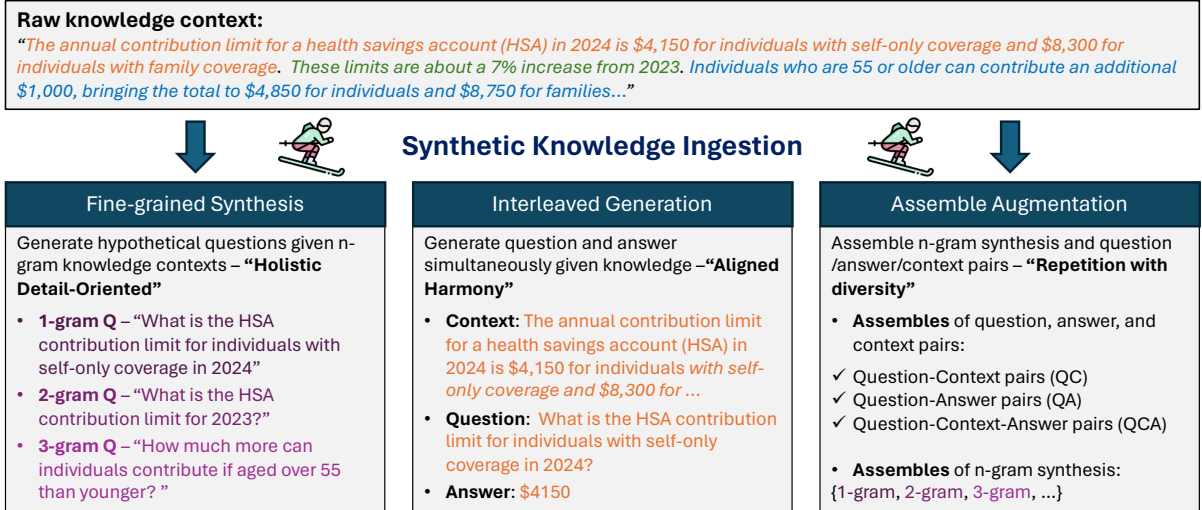 Raw knowledge context:
“The annual contribution limit for a health savings account (HSA) in 2024 is $4,150 for individuals with self-only coverage and $8,300 for
individuals with family coverage. These limits are about a 7% increase from 2023. Individuals who are 55 or older can contribute an additional
$1,000, bringing the total to $4,850 for individuals and $8,750 for families...”
Synthetic Knowledge Ingestion
Fine-grained Synthesis
Generate hypothetical questions given n-
gram knowledge contexts – “Holistic
Detail-Oriented”
• 1-gram Q – “What is the HSA
contribution limit for individuals with
self-only coverage in 2024”
• 2-gram Q – “What is the HSA
contribution limit for 2023?”
• 3-gram Q – “How much more can
individuals contribute if aged over 55
than younger? ”
Interleaved Generation
Generate question and answer
simultaneously given knowledge –“Aligned
Harmony”
• Context: The annual contribution limit
for a health savings account (HSA) in
2024 is $4,150 for individuals with self-
only coverage and $8,300 for ...
• Question: What is the HSA contribution
limit for individuals with self-only
coverage in 2024?
• Answer: $4150
Assemble Augmentation
Assemble n-gram synthesis and question
/answer/context pairs – “Repetition with
diversity”
• Assembles of question, answer, and
context pairs:
✓ Question-Context pairs (QC)
✓ Question-Answer pairs (QA)
✓ Question-Context-Answer pairs (QCA)
• Assembles of n-gram synthesis:
{1-gram, 2-gram, 3-gram, ...}